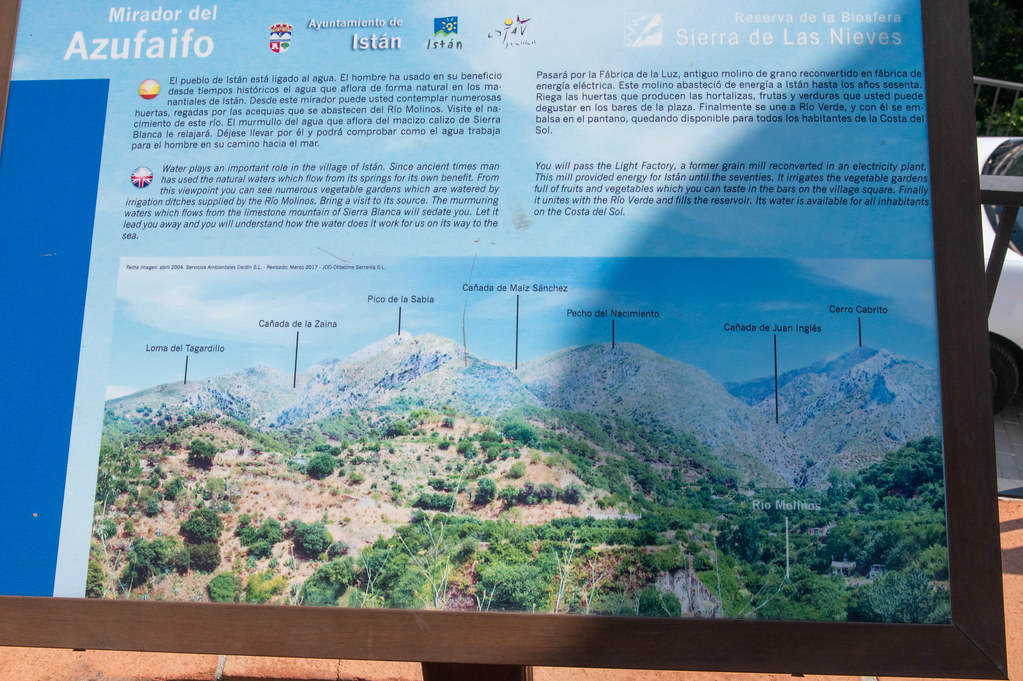 Mirador del
Azufaifo
Ayuntamiento de
Istán
Istán
Reserva de la Biosfera
Sierra de Las Nieves
El pueblo de Istán está ligado al agua. El hombre ha usado en su beneficio
desde tiempos históricos el agua que aflora de forma natural en los ma-
nantiales de Istán. Desde este mirador puede usted contemplar numerosas
huertas, regadas por las acequias que se abastecen del Río Molinos. Visite el na-
cimiento de este río. El murmullo del agua que aflora del macizo calizo de Sierra
Blanca le relajará. Déjese llevar por él y podrá comprobar como el agua trabaja
para el hombre en su camino hacia el mar.
Water plays an important role in the village of Istán. Since ancient times man
has used the natural waters which flow from its springs for its own benefit. From
this viewpoint you can see numerous vegetable gardens which are watered by
irrigation ditches supplied by the Río Molinos. Bring a visit to its source. The murmuring
waters which flows from the limestone mountain of Sierra Blanca will sedate you. Let it
lead you away and you will understand how the water does it work for us on its way to the
sea.
Pasará por la Fábrica de la Luz, antiguo molino de grano reconvertido en fábrica de
energía eléctrica. Este molino abasteció de energía a Istán hasta los años sesenta.
Riega las huertas que producen las hortalizas, frutas y verduras que usted puede
degustar en los bares de la plaza. Finalmente se une a Río Verde, y con él se em-
balsa en el pantano, quedando disponible para todos los habitantes de la Costa del
Sol.
You will pass the Light Factory, a former grain mill reconverted in an electricity plant.
This mill provided energy for Istán until the seventies. It irrigates the vegetable gardens
full of fruits and vegetables which you can taste in the bars on the village square. Finally
it unites with the Río Verde and fills the reservoir. Its water is available for all inhabitants
on the Costa del Sol.
Fecha imagen: abril 2004. Servicios Ambientales S.L. - Revisado: Marzo 2017 - Serranía S.L.
Loma del Tagardillo
Cañada de la Zaina
Pico de la Sabia
Cañada de Maíz Sánchez
Pecho del Nacimiento
Cañada de Juan Inglés
Cerro Cabrito
Río Molinos